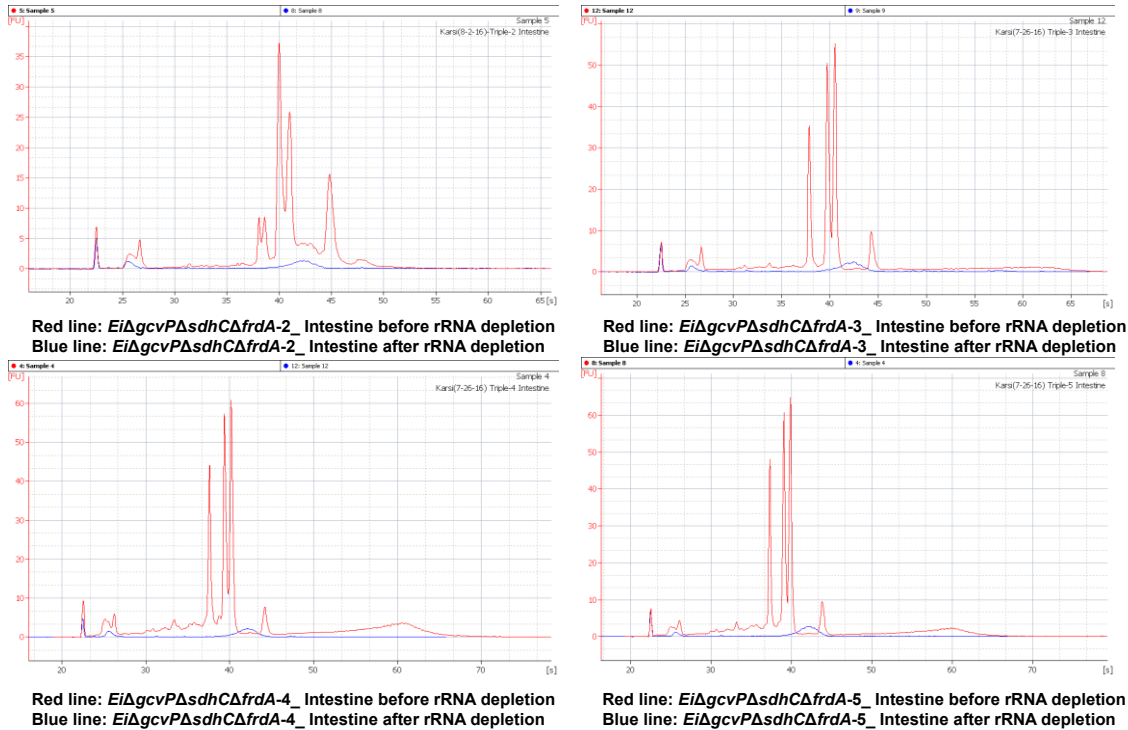 5: Sample 5 8: Sample 8
[FU] Sample 5
Karsi(8-2-16)-Triple-2 Intestine
35
30
25
20
15
10
5
0
20 25 30 35 40 45 50 55 60 65 [s]
Red line: EiΔgcvPΔsdhCΔfrdA-2_ Intestine before rRNA depletion
Blue line: EiΔgcvPΔsdhCΔfrdA-2_ Intestine after rRNA depletion
12: Sample 12 9: Sample 9
[FU] Sample 12
Karsi(7-26-16) Triple-3 Intestine
50
40
30
20
10
0
20 25 30 35 40 45 50 55 60 65 [s]
Red line: EiΔgcvPΔsdhCΔfrdA-3_ Intestine before rRNA depletion
Blue line: EiΔgcvPΔsdhCΔfrdA-3_ Intestine after rRNA depletion
4: Sample 4 12: Sample 12
[FU] Sample 4
Karsi(7-26-16) Triple-4 Intestine
60
50
40
30
20
10
0
20 30 40 50 60 70 [s]
Red line: EiΔgcvPΔsdhCΔfrdA-4_ Intestine before rRNA depletion
Blue line: EiΔgcvPΔsdhCΔfrdA-4_ Intestine after rRNA depletion
8: Sample 8 4: Sample 4
[FU] Sample 8
Karsi(7-26-16) Triple-5 Intestine
70
60
50
40
30
20
10
0
20 30 40 50 60 70 [s]
Red line: EiΔgcvPΔsdhCΔfrdA-5_ Intestine before rRNA depletion
Blue line: EiΔgcvPΔsdhCΔfrdA-5_ Intestine after rRNA depletion